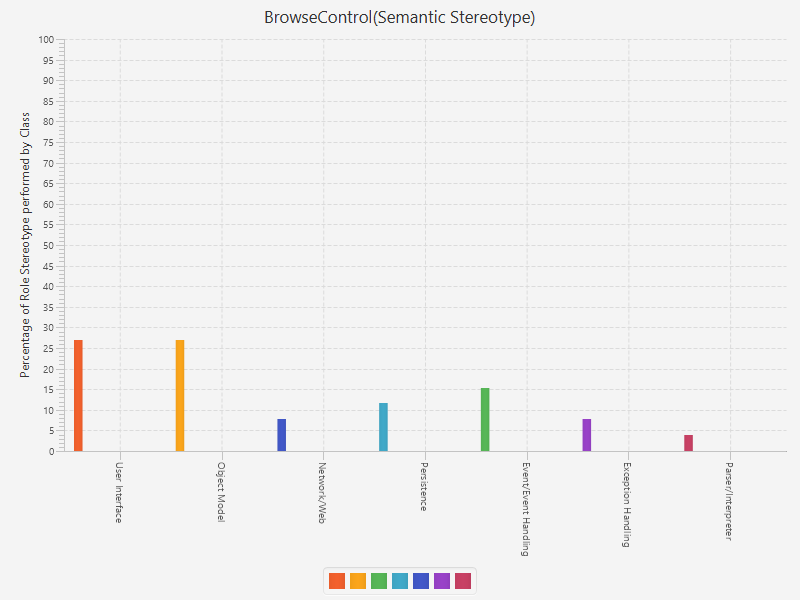 BrowseControl(Semantic Stereotype)
Percentage of Role Stereotype performed by Class
100
95
90
85
80
75
70
65
60
55
50
45
40
35
30
25
20
15
10
5
0
User Interface
Object Model
Network/Web
Persistence
Event/Event Handling
Exception Handling
Parser/Interpreter